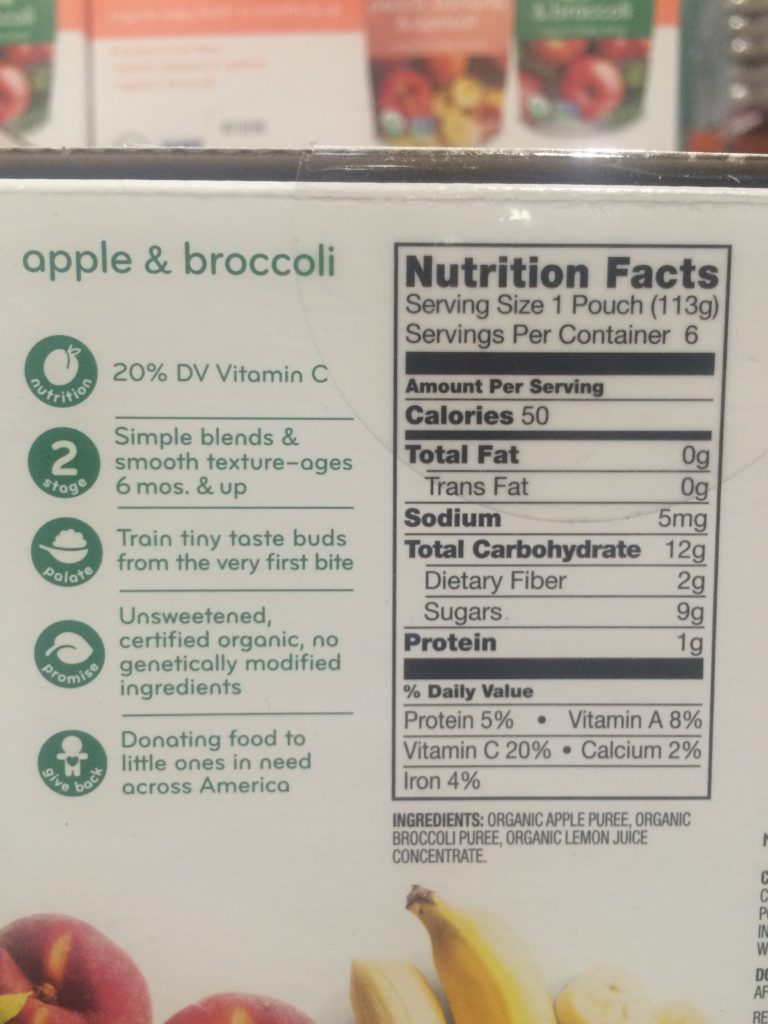 & broccoli
apple & broccoli
nutrition
20% DV Vitamin C
2
stage
Simple blends &
smooth texture-ages
6 mos. & up
palate
Train tiny taste buds
from the very first bite
promise
Unsweetened,
certified organic, no
genetically modified
ingredients
give back
Donating food to
little ones in need
across America
Nutrition Facts
Serving Size 1 Pouch (113g)
Servings Per Container 6
Amount Per Serving
Calories 50
Total Fat 0g
Trans Fat 0g
Sodium 5mg
Total Carbohydrate 12g
Dietary Fiber 2g
Sugars 9g
Protein 1g
% Daily Value
Protein 5% • Vitamin A 8%
Vitamin C 20% • Calcium 2%
Iron 4%
INGREDIENTS: ORGANIC APPLE PUREE, ORGANIC
BROCCOLI PUREE, ORGANIC LEMON JUICE
CONCENTRATE.